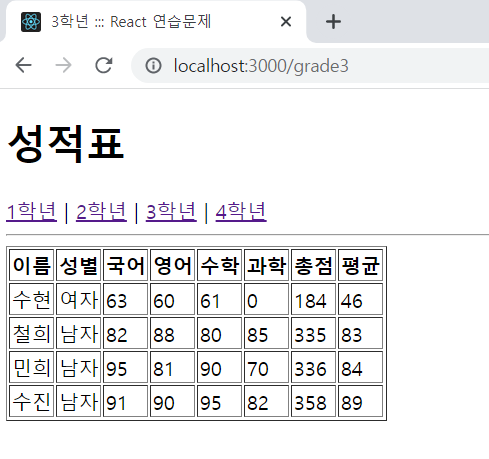 3학년 ::: React 연습문제
localhost:3000/grade3
성적표
1학년 | 2학년 | 3학년 | 4학년
이름 성별 국어 영어 수학 과학 총점 평균
수현 여자 63 60 61 0 184 46
철희 남자 82 88 80 85 335 83
민희 남자 95 81 90 70 336 84
수진 남자 91 90 95 82 358 89